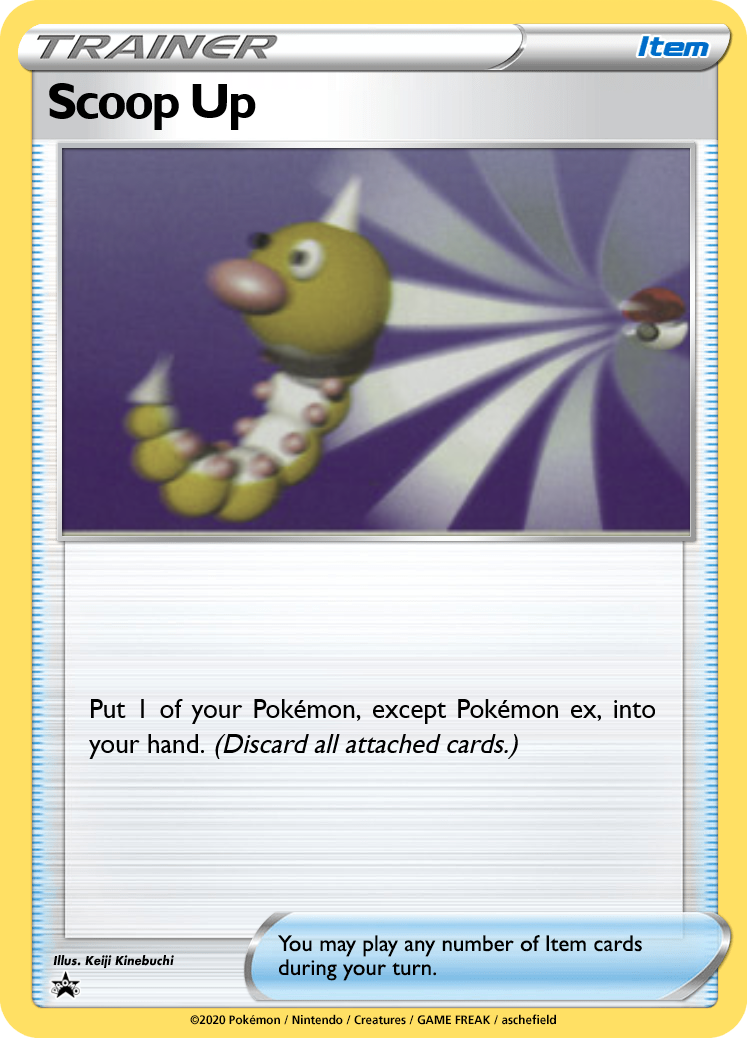 TRAINER
Item
Scoop Up
Put 1 of your Pokémon, except Pokémon ex, into
your hand. (Discard all attached cards.)
You may play any number of Item cards
during your turn.
Illus. Keiji Kinebuchi
PROMO
©2020 Pokémon / Nintendo / Creatures / GAME FREAK / aschefield